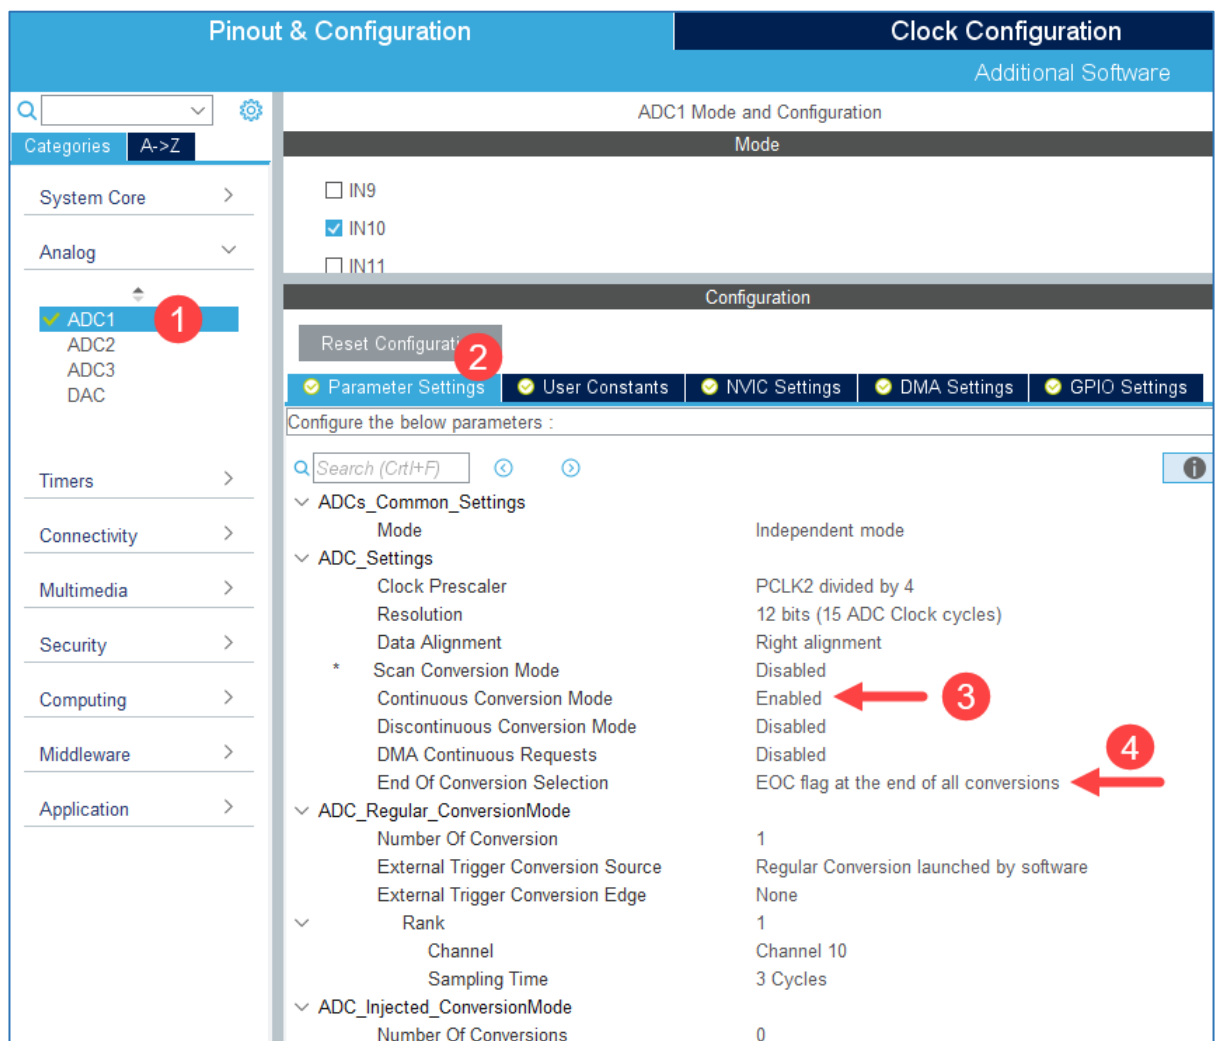 Pinout & Configuration
Clock Configuration
Additional Software
Categories
A->Z
System Core
Analog
ADC1
1
ADC2
ADC3
DAC
Timers
Connectivity
Multimedia
Security
Computing
Middleware
Application
ADC1 Mode and Configuration
Mode
IN9
IN10
IN11
Configuration
Reset Configurati
2
Parameter Settings
User Constants
NVIC Settings
DMA Settings
GPIO Settings
Configure the below parameters :
Search (Crtl+F)
ADCs_Common_Settings
Mode Independent mode
ADC_Settings
Clock Prescaler PCLK2 divided by 4
Resolution 12 bits (15 ADC Clock cycles)
Data Alignment Right alignment
* Scan Conversion Mode Disabled
Continuous Conversion Mode Enabled 3
Discontinuous Conversion Mode Disabled
DMA Continuous Requests Disabled
4
End Of Conversion Selection EOC flag at the end of all conversions
ADC_Regular_ConversionMode
Number Of Conversion 1
External Trigger Conversion Source Regular Conversion launched by software
External Trigger Conversion Edge None
Rank 1
Channel Channel 10
Sampling Time 3 Cycles
ADC_Injected_ConversionMode
Number Of Conversions 0